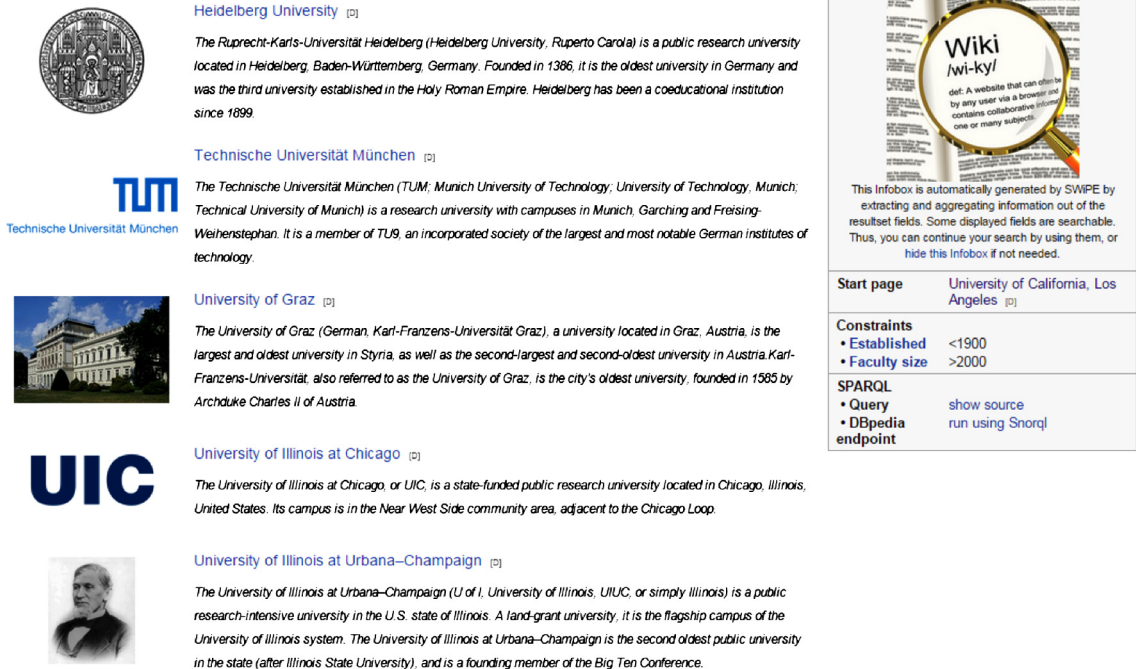 Heidelberg University [D]
The Ruprecht-Karls-Universität Heidelberg (Heidelberg University, Ruperto Carola) is a public research university
located in Heidelberg, Baden-Württemberg, Germany. Founded in 1386, it is the oldest university in Germany and
was the third university established in the Holy Roman Empire. Heidelberg has been a coeducational institution
since 1899.
TUM
Technische Universität München
Technische Universität München [D]
The Technische Universität München (TUM; Munich University of Technology; University of Technology, Munich;
Technical University of Munich) is a research university with campuses in Munich, Garching and Freising-
Weihenstephan. It is a member of TU9, an incorporated society of the largest and most notable German institutes of
technology.
University of Graz [D]
The University of Graz (German, Karl-Franzens-Universität Graz), a university located in Graz, Austria, is the
largest and oldest university in Styria, as well as the second-largest and second-oldest university in Austria.Karl-
Franzens-Universität, also referred to as the University of Graz, is the city's oldest university, founded in 1585 by
Archduke Charles II of Austria.
UIC
University of Illinois at Chicago [D]
The University of Illinois at Chicago, or UIC, is a state-funded public research university located in Chicago, Illinois,
United States. Its campus is in the Near West Side community area, adjacent to the Chicago Loop.
University of Illinois at Urbana–Champaign [D]
The University of Illinois at Urbana–Champaign (U of I, University of Illinois, UIUC, or simply Illinois) is a public
research-intensive university in the U.S. state of Illinois. A land-grant university, it is the flagship campus of the
University of Illinois system. The University of Illinois at Urbana–Champaign is the second oldest public university
in the state (after Illinois State University), and is a founding member of the Big Ten Conference.
Wiki
/wi-ky/
def: A website that can often be
by any user via a browser and
contains collaborative
one or many subjects.
This Infobox is automatically generated by SWiPE by
extracting and aggregating information out of the
resultset fields. Some displayed fields are searchable.
Thus, you can continue your search by using them, or
hide this Infobox if not needed.
Start page University of California, Los
Angeles [D]
Constraints
• Established <1900
• Faculty size >2000
SPARQL
• Query show source
• DBpedia run using Snorql
endpoint